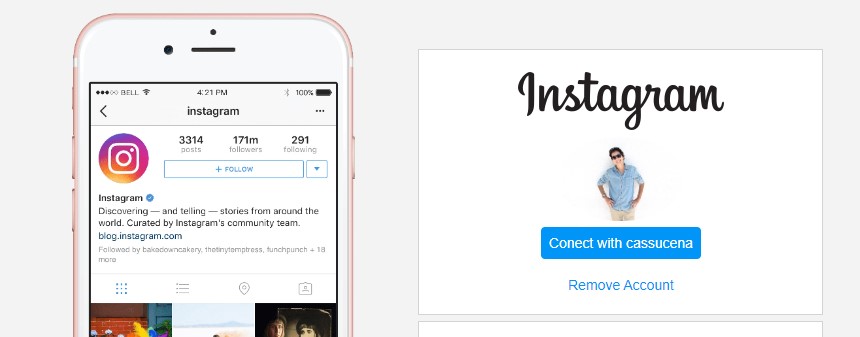 ●●●○○ BELL 4:21 PM 100%
instagram
3314 171m 291
posts followers following
+ FOLLOW
Instagram
Discovering — and telling — stories from around the
world. Curated by Instagram's community team.
blog.instagram.com
Followed by bakedowncakery, thetinytemptress, funchpunch + 18
more
Instagram
Conect with cassucena
Remove Account